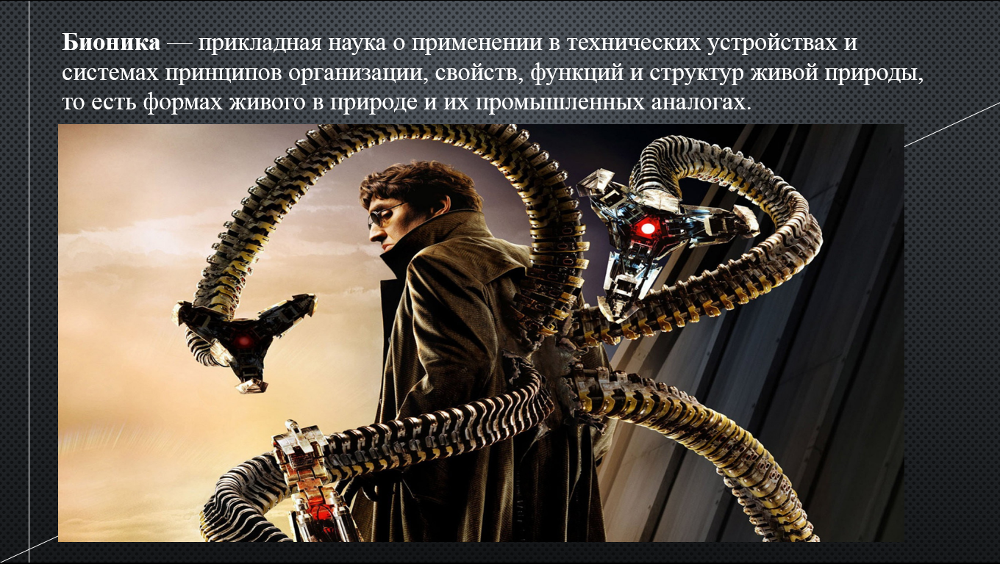 Бионика — прикладная наука о применении в технических устройствах и
системах принципов организации, свойств, функций и структур живой природы,
то есть формах живого в природе и их промышленных аналогах.